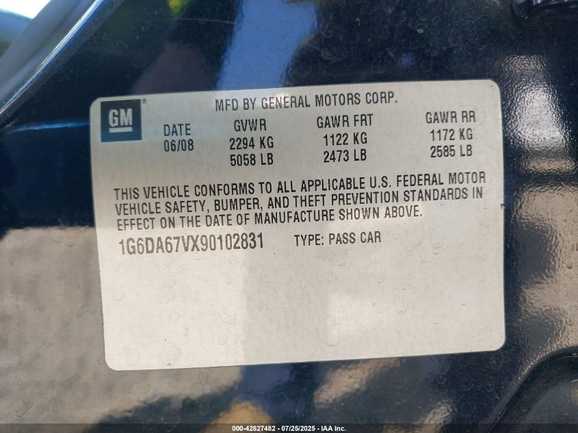 MFD BY GENERAL MOTORS CORP.
GM
DATE GVWR GAWR FRT GAWR RR
06/08 2294 KG 1122 KG 1172 KG
5058 LB 2473 LB 2585 LB
THIS VEHICLE CONFORMS TO ALL APPLICABLE U.S. FEDERAL MOTOR
VEHICLE SAFETY, BUMPER, AND THEFT PREVENTION STANDARDS IN
EFFECT ON THE DATE OF MANUFACTURE SHOWN ABOVE.
1G6DA67VX90102831 TYPE: PASS CAR
000-42827482 - 07/25/2025 - IAA Inc.